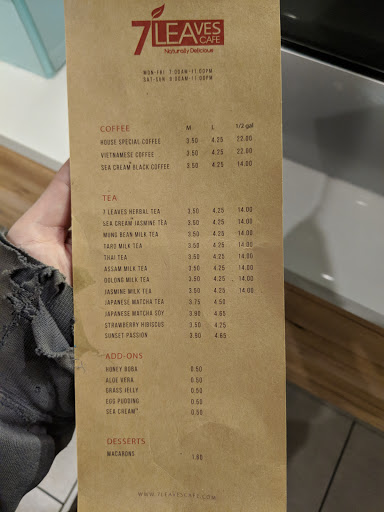 7 LEAVES
CAFE
Naturally Delicious
MON-FRI 7:00AM-11:00PM
SAT-SUN 8:00AM-11:00PM
COFFEE M L 1/2 gal
HOUSE SPECIAL COFFEE 3.50 4.25 22.00
VIETNAMESE COFFEE 3.50 4.25 22.00
SEA CREAM BLACK COFFEE 3.50 4.25 14.00
TEA
7 LEAVES HERBAL TEA 3.50 4.25 14.00
SEA CREAM JASMINE TEA 3.50 4.25 14.00
MUNG BEAN MILK TEA 3.50 4.25 14.00
TARO MILK TEA 3.50 4.25 14.00
THAI TEA 3.50 4.25 14.00
ASSAM MILK TEA 3.50 4.25 14.00
OOLONG MILK TEA 3.50 4.25 14.00
JASMINE MILK TEA 3.50 4.25 14.00
JAPANESE MATCHA TEA 3.75 4.50
JAPANESE MATCHA SOY 3.90 4.65
STRAWBERRY HIBISCUS 3.50 4.25
SUNSET PASSION 3.90 4.65
ADD-ONS
HONEY BOBA 0.50
ALOE VERA 0.50
GRASS JELLY 0.50
EGG PUDDING 0.50
SEA CREAM 0.50
DESSERTS
MACARONS 1.80
WWW.7LEAVESCAFE.COM